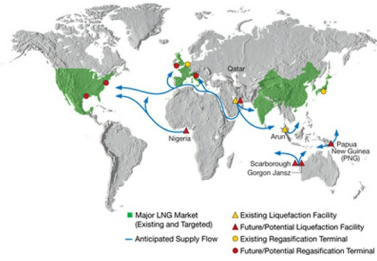 Qatar
Arun
Nigeria
Papua
New Guinea
(PNG)
Scarborough
Gorgon Jansz
Major LNG Market
(Existing and Targeted)
Anticipated Supply Flow
Existing Liquefaction Facility
Future/Potential Liquefaction Facility
Existing Regasification Terminal
Future/Potential Regasification Terminal